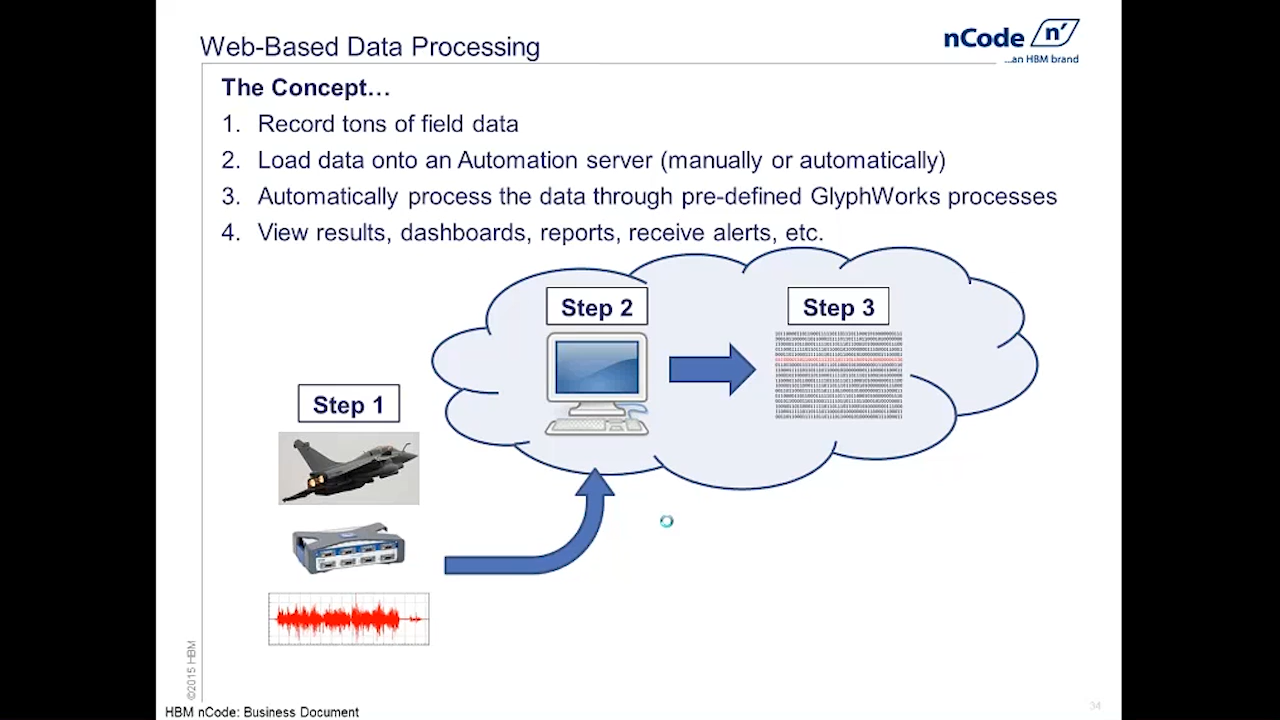 Web-Based Data Processing
nCode n'
...an HBM brand
The Concept…
1. Record tons of field data
2. Load data onto an Automation server (manually or automatically)
3. Automatically process the data through pre-defined GlyphWorks processes
4. View results, dashboards, reports, receive alerts, etc.
Step 2
Step 3
Step 1
©2015 HBM
34
HBM nCode: Business Document